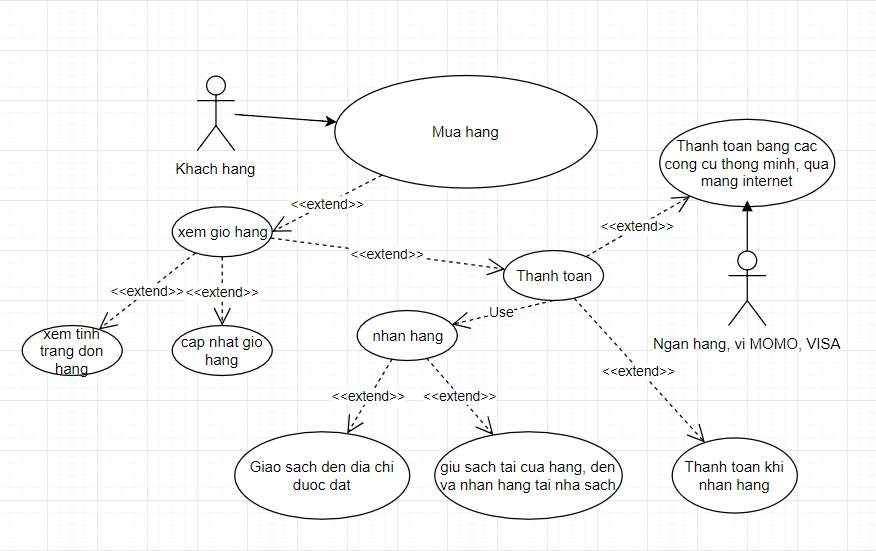 Khach hang
Mua hang
Thanh toan bang cac
cong cu thong minh, qua
mang internet
<<extend>>
xem gio hang
<<extend>>
<<extend>>
Thanh toan
<<extend>>
<<extend>>
Use
Ngan hang, vi MOMO, VISA
xem tinh
trang don
hang
cap nhat gio
hang
nhan hang
<<extend>>
<<extend>>
<<extend>>
Giao sach den dia chi
duoc dat
giu sach tai cua hang, den
va nhan hang tai nha sach
Thanh toan khi
nhan hang